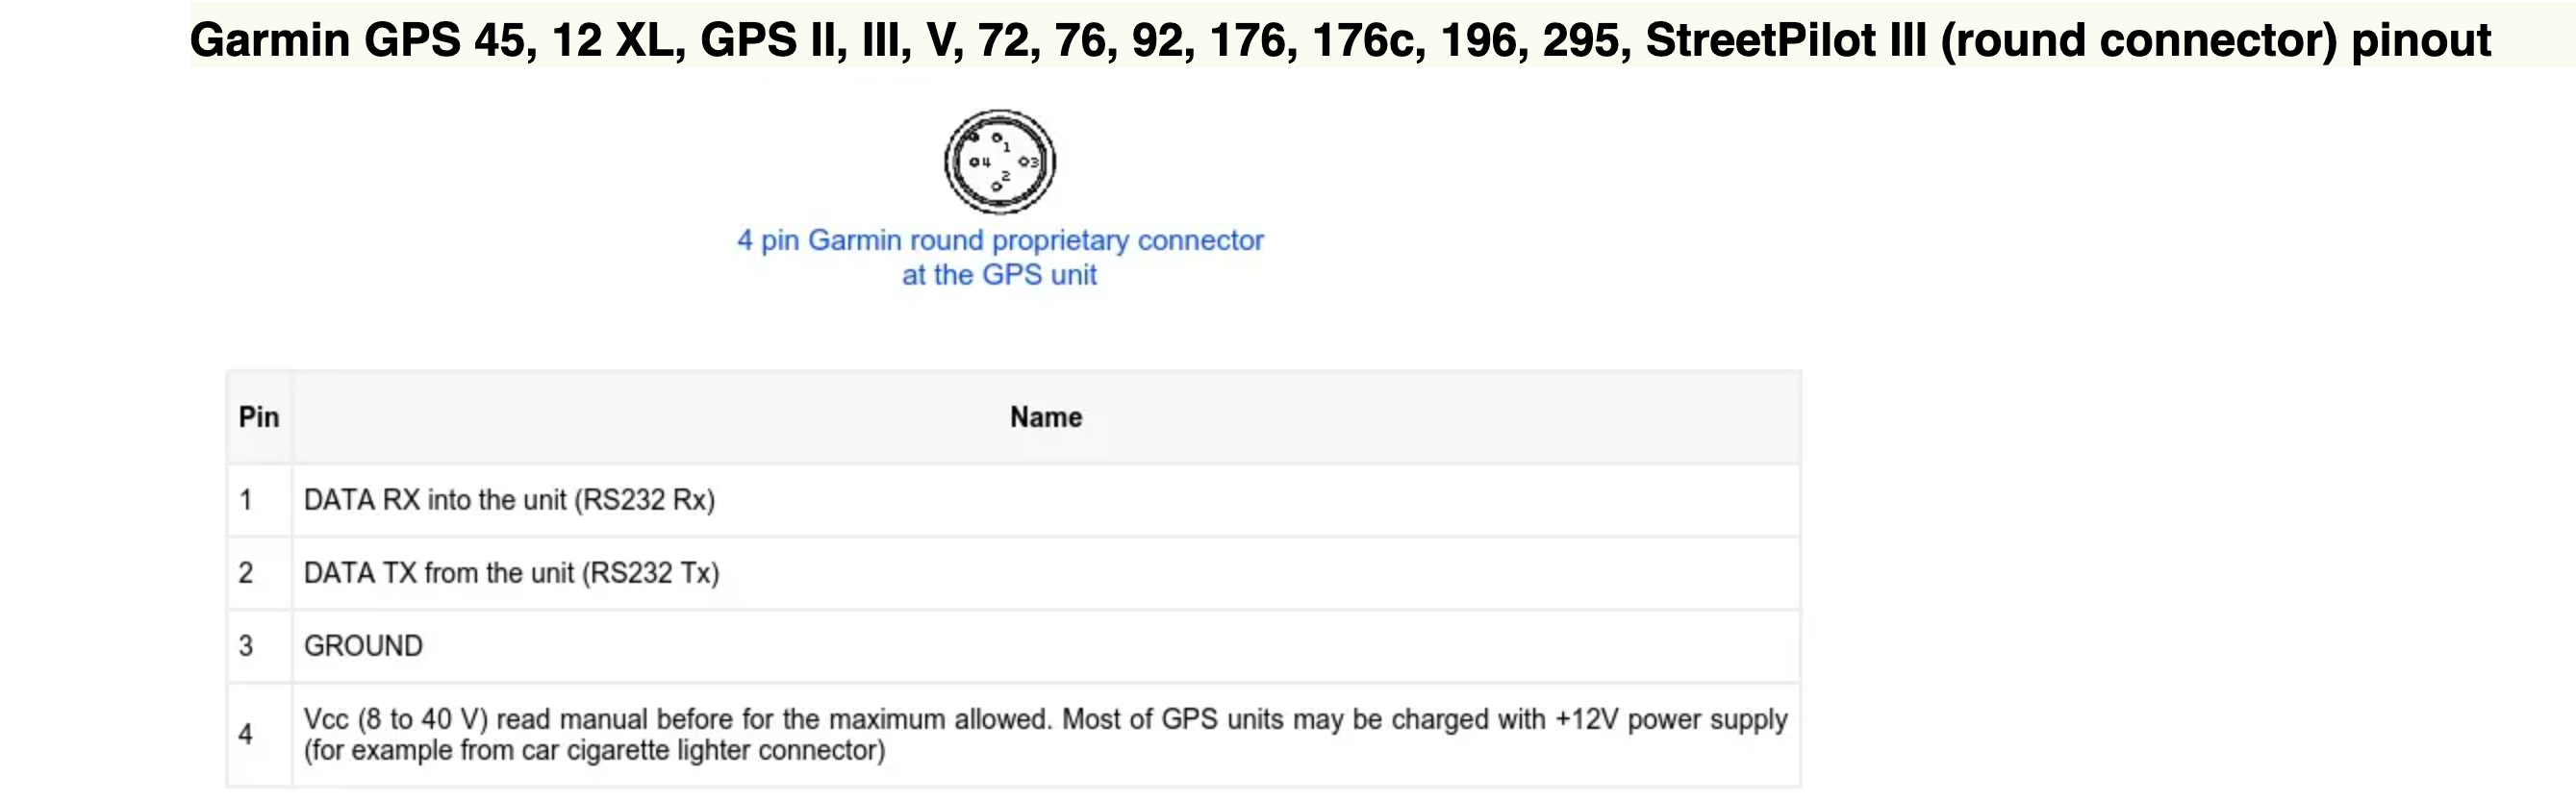 Garmin GPS 45, 12 XL, GPS II, III, V, 72, 76, 92, 176, 176c, 196, 295, StreetPilot III (round connector) pinout
1
4 3
2
4 pin Garmin round proprietary connector
at the GPS unit
Pin Name
1 DATA RX into the unit (RS232 Rx)
2 DATA TX from the unit (RS232 Tx)
3 GROUND
4 Vcc (8 to 40 V) read manual before for the maximum allowed. Most of GPS units may be charged with +12V power supply
(for example from car cigarette lighter connector)